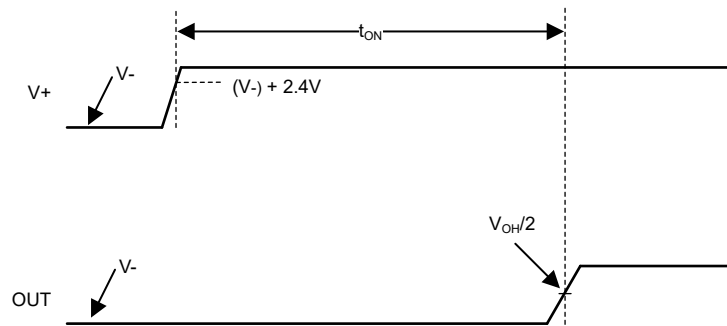 tON
V-
V+
(V-) + 2.4V
VOH/2
V-
OUT